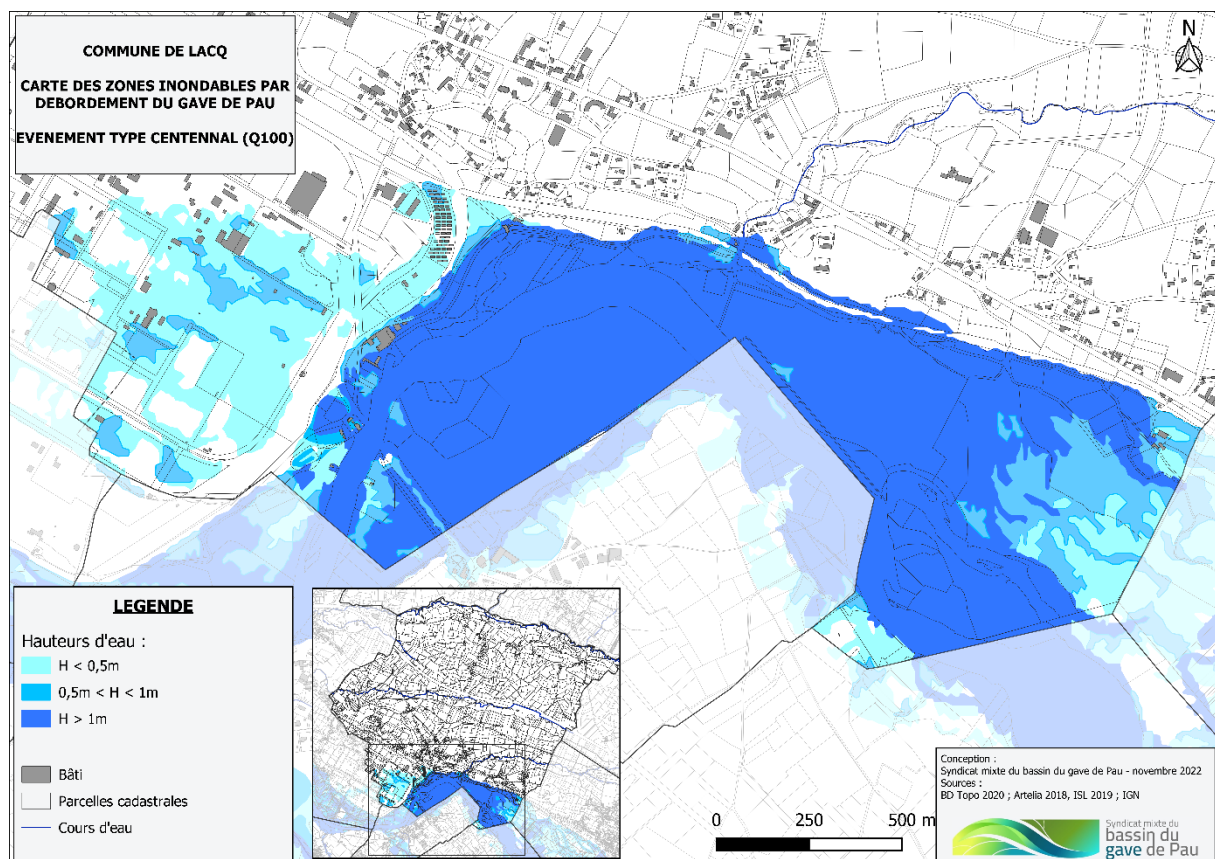 COMMUNE DE LACQ
CARTE DES ZONES INONDABLES PAR
DEBORDEMENT DU GAVE DE PAU
EVENEMENT TYPE CENTENNAL (Q100)
N
LEGENDE
Hauteurs d'eau :
H < 0,5m
0,5m < H < 1m
H > 1m
Bâti
Parcelles cadastrales
Cours d'eau
0 250 500 m
Conception :
Syndicat mixte du bassin du gave de Pau - novembre 2022
Sources :
BD Topo 2020 ; Artelia 2018, ISL 2019 ; IGN
Syndicat mixte du
bassin du
gave de Pau